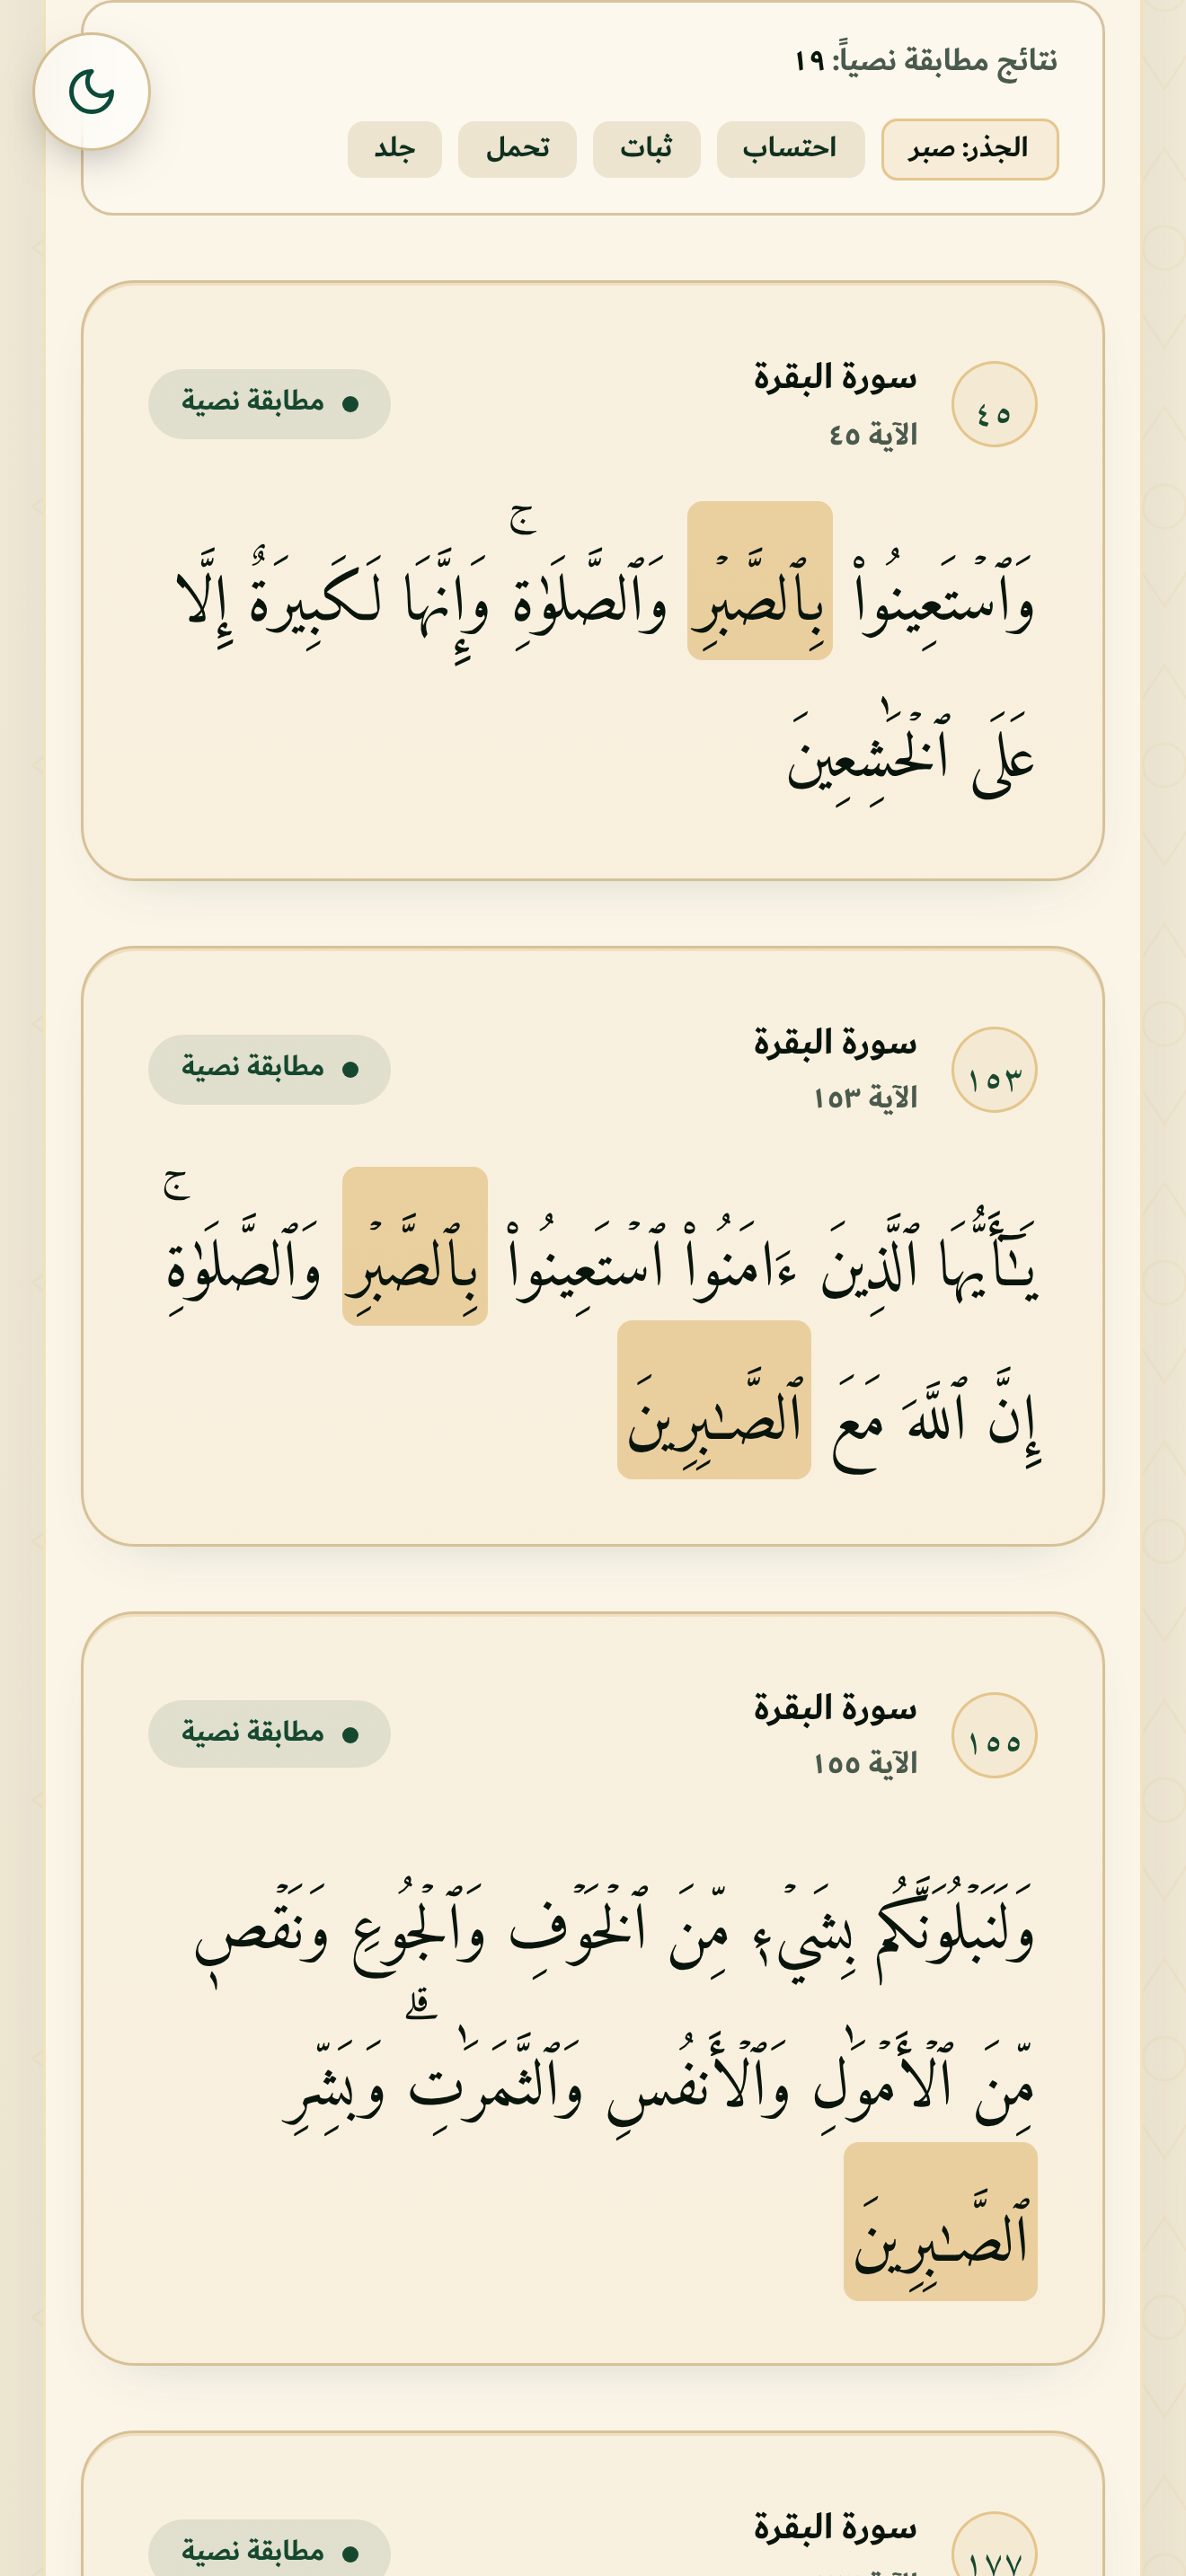 نتائج مطابقة نصياً: ١٩
الجذر: صبر احتساب ثبات تحمل جلد
٤٥
سورة البقرة
الآية ٤٥
مطابقة نصية
وَٱسۡتَعِينُواْ بِٱلصَّبۡرِ وَٱلصَّلَوٰةِۚ وَإِنَّهَا لَكَبِيرَةٌ إِلَّا
عَلَى ٱلۡخَٰشِعِينَ
١٥٣
سورة البقرة
الآية ١٥٣
مطابقة نصية
يَـٰٓأَيُّهَا ٱلَّذِينَ ءَامَنُواْ ٱسۡتَعِينُواْ بِٱلصَّبۡرِ وَٱلصَّلَوٰةِۚ
إِنَّ ٱللَّهَ مَعَ ٱلصَّـٰبِرِينَ
١٥٥
سورة البقرة
الآية ١٥٥
مطابقة نصية
وَلَنَبۡلُوَنَّكُم بِشَيۡءٖ مِّنَ ٱلۡخَوۡفِ وَٱلۡجُوعِ وَنَقۡصٖ
مِّنَ ٱلۡأَمۡوَٰلِ وَٱلۡأَنفُسِ وَٱلثَّمَرَٰتِۗ وَبَشِّرِ
ٱلصَّـٰبِرِينَ
١٧٧
سورة البقرة
مطابقة نصية